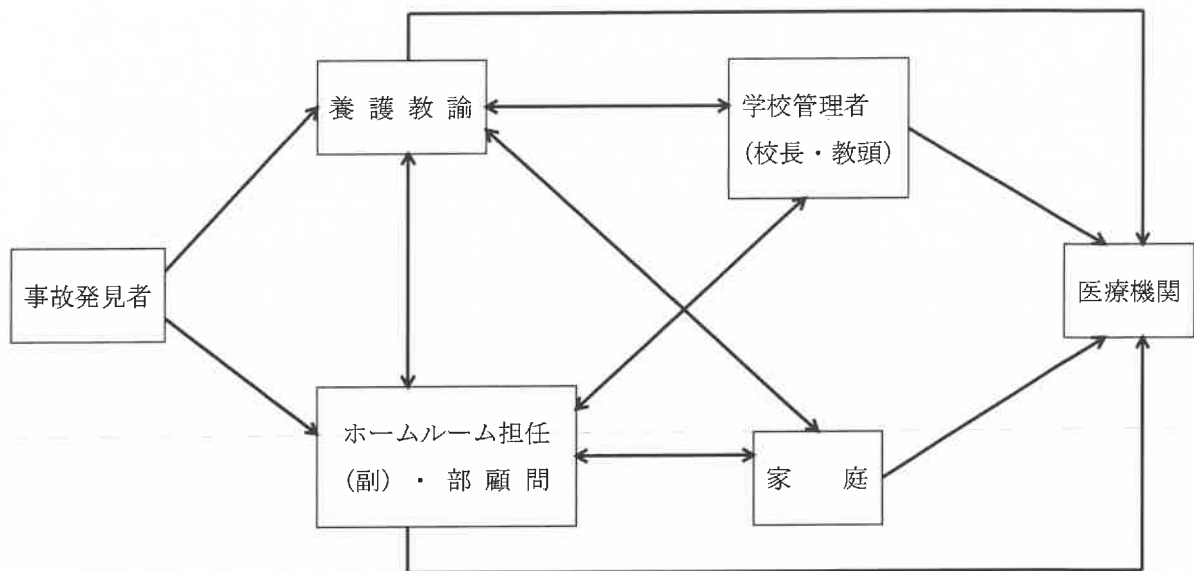 養護教諭
学校管理者
(校長・教頭)
事故発見者
医療機関
ホームルーム担任
(副)・部顧問
家庭